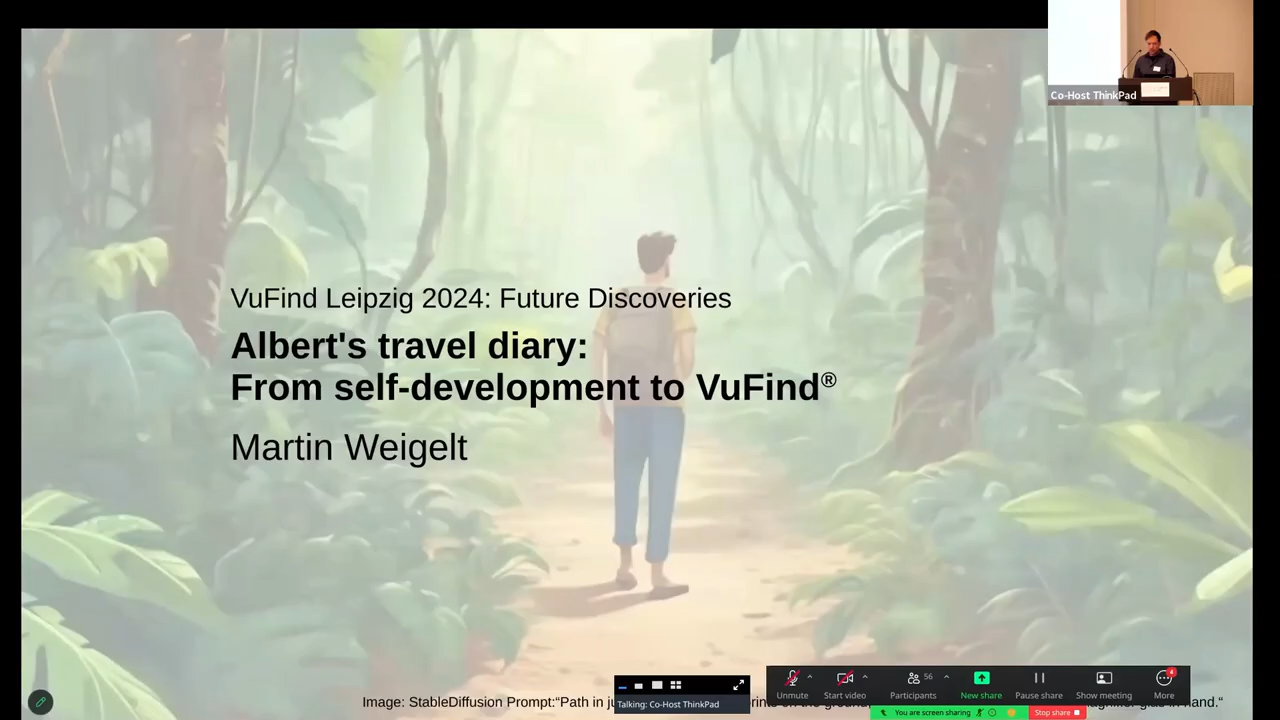 Co-Host ThinkPad
VuFind Leipzig 2024: Future Discoveries
Albert's travel diary:
From self-development to VuFind®
Martin Weigelt
Image: StableDiffusion Prompt:“Path in
in hand.“
Talking: Co-Host ThinkPad
56
4
Unmute
Start video
Participants
New share
Pause share
Show meeting
More
You are screen sharing
Stop share